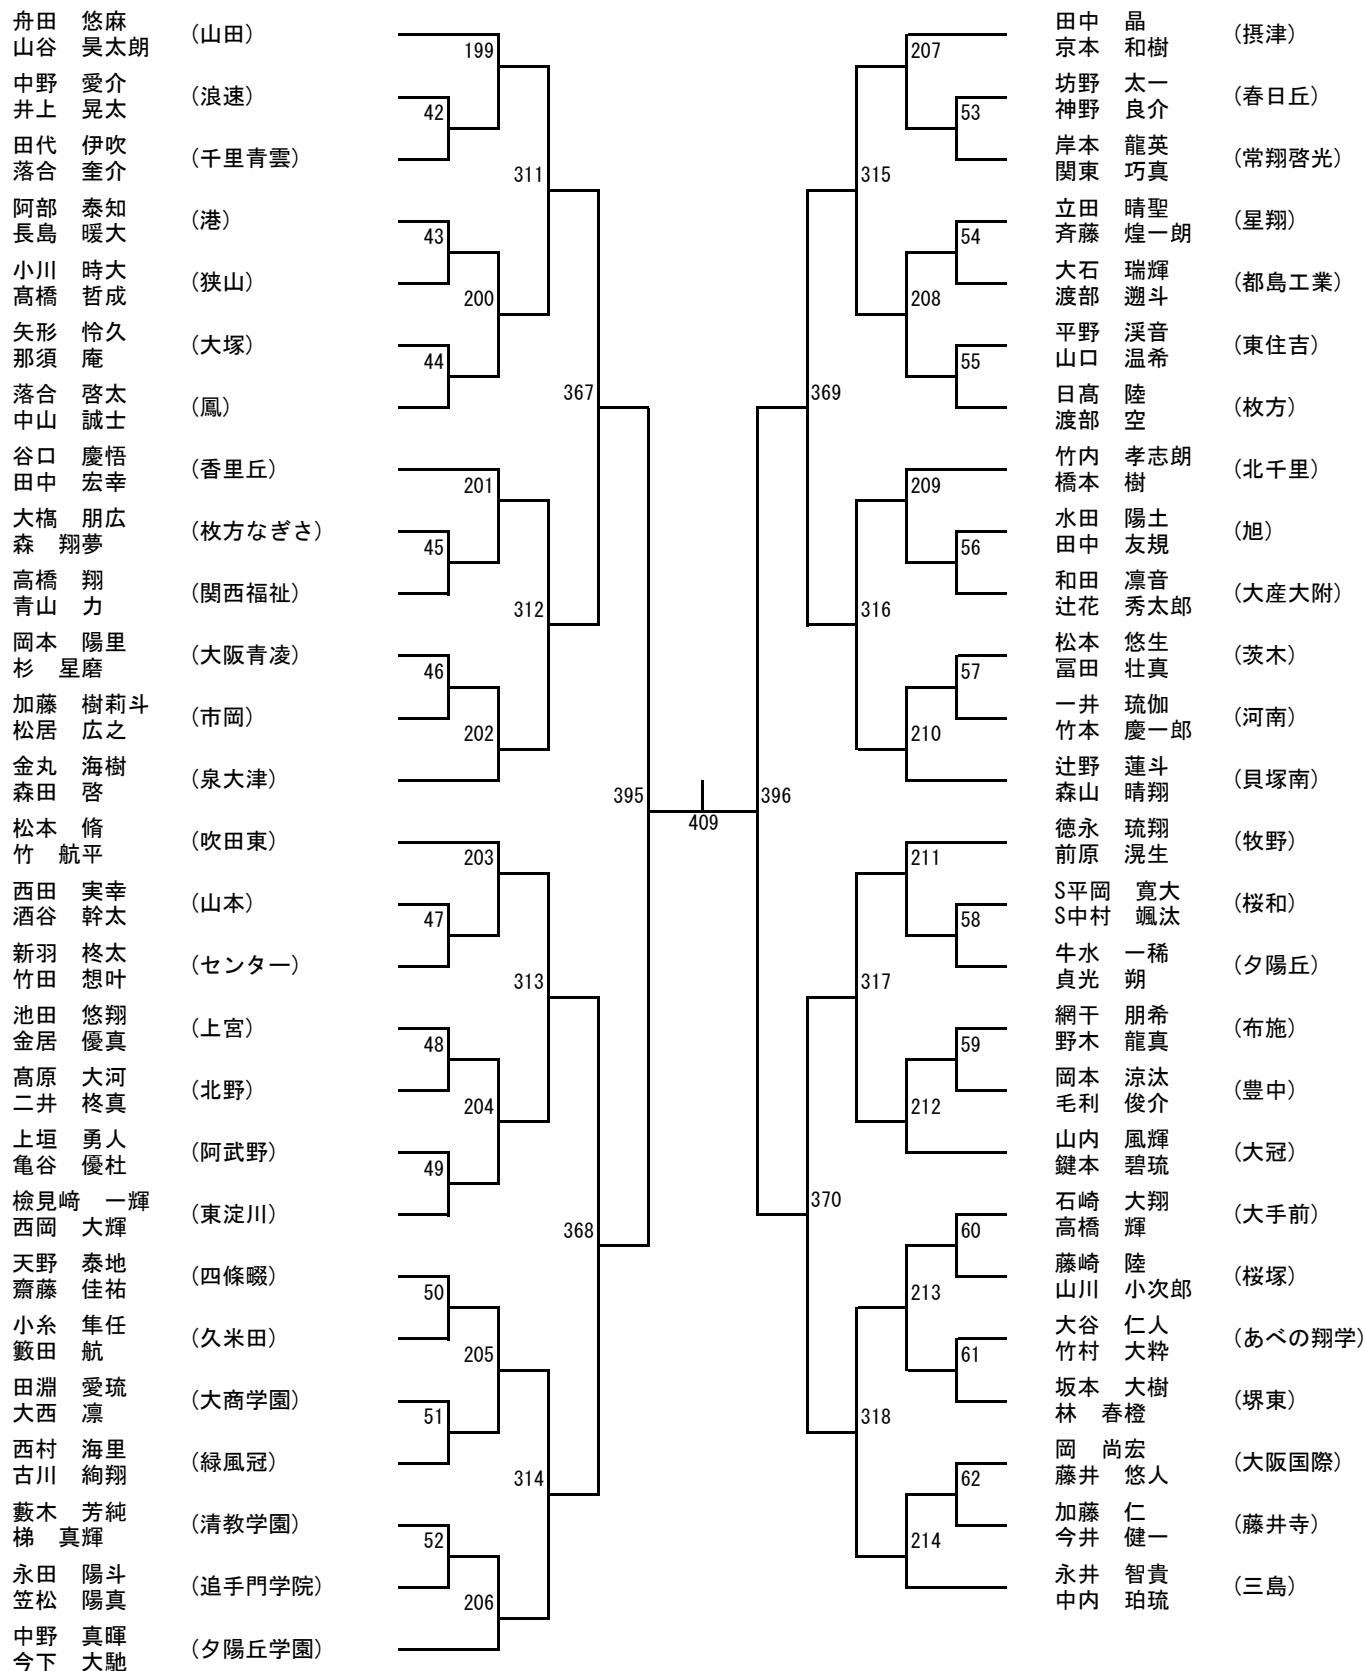 舟田　悠麻
山谷　昊太朗
（山田）
中野　愛介
井上　晃太
（浪速）
田代　伊吹
落合　奎介
（千里青雲）
阿部　泰知
長島　暖大
（港）
小川　時大
髙橋　哲成
（狭山）
矢形　怜久
那須　庵
（大塚）
落合　啓太
中山　誠士
（鳳）
谷口　慶悟
田中　宏幸
（香里丘）
大槗　朋広
森　翔夢
（枚方なぎさ）
高橋　翔
青山　力
（関西福祉）
岡本　陽里
杉　星磨
（大阪青凌）
加藤　樹莉斗
松居　広之
（市岡）
金丸　海樹
森田　啓
（泉大津）
松本　脩
竹　航平
（吹田東）
西田　実幸
酒谷　幹太
（山本）
新羽　柊太
竹田　想叶
（センター）
池田　悠翔
金居　優真
（上宮）
髙原　大河
二井　柊真
（北野）
上垣　勇人
亀谷　優杜
（阿武野）
檢見﨑　一輝
西岡　大輝
（東淀川）
天野　泰地
齋藤　佳祐
（四條畷）
小糸　隼任
籔田　航
（久米田）
田淵　愛琉
大西　凛
（大商学園）
西村　海里
古川　絢翔
（緑風冠）
藪木　芳純
梯　真輝
（清教学園）
永田　陽斗
笠松　陽真
（追手門学院）
中野　真暉
今下　大馳
（夕陽丘学園）
199
42
311
43
200
44
367
201
45
312
46
202
395
203
47
313
48
204
49
368
50
205
51
314
52
206
409
396
207
53
315
54
208
55
369
209
56
316
57
210
211
58
317
59
212
370
60
213
61
318
62
214
田中　晶
京本　和樹
（摂津）
坊野　太一
神野　良介
（春日丘）
岸本　龍英
関東　巧真
（常翔啓光）
立田　晴聖
斉藤　煌一朗
（星翔）
大石　瑞輝
渡部　遡斗
（都島工業）
平野　渓音
山口　温希
（東住吉）
日髙　陸
渡部　空
（枚方）
竹内　孝志朗
橋本　樹
（北千里）
水田　陽土
田中　友規
（旭）
和田　凛音
辻花　秀太郎
（大産大附）
松本　悠生
冨田　壮真
（茨木）
一井　琉伽
竹本　慶一郎
（河南）
辻野　蓮斗
森山　晴翔
（貝塚南）
徳永　琉翔
前原　滉生
（牧野）
S平岡　寛大
S中村　颯汰
（桜和）
牛水　一稀
貞光　朔
（夕陽丘）
網干　朋希
野木　龍真
（布施）
岡本　涼汰
毛利　俊介
（豊中）
山内　風輝
鍵本　碧琉
（大冠）
石崎　大翔
高橋　輝
（大手前）
藤崎　陸
山川　小次郎
（桜塚）
大谷　仁人
竹村　大粋
（あべの翔学）
坂本　大樹
林　春橙
（堺東）
岡　尚宏
藤井　悠人
（大阪国際）
加藤　仁
今井　健一
（藤井寺）
永井　智貴
中内　珀琉
（三島）